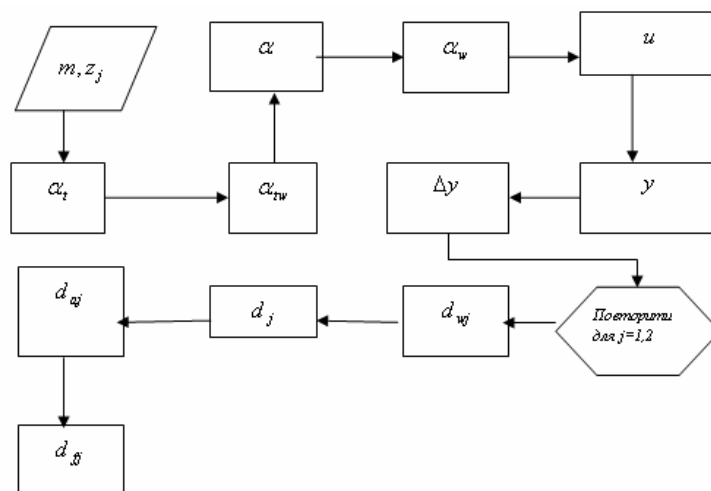 m, z_j
α
α_w
u
α_t
α_tw
Δy
y
Повторити
для j=1,2
d_wj
d_j
d_aj
d_fj